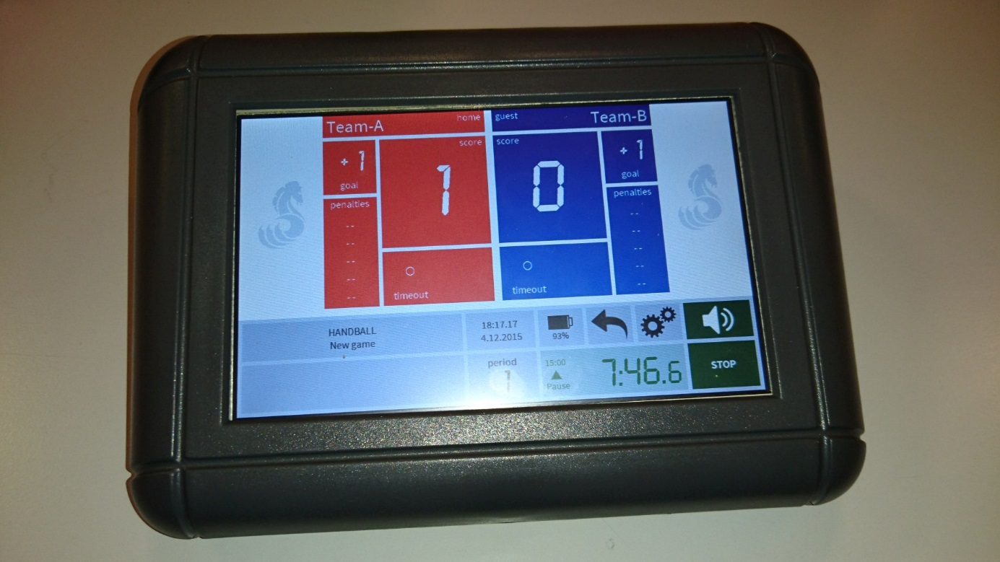 Team-A home
guest Team-B
+1
goal
score
1
score
0
+1
goal
penalties
--
--
--
--
--
penalties
--
--
--
--
--
timeout
timeout
HANDBALL
New game
18:17.17
4.12.2015
93%
period
1
15:00
Pause
7:46.6
STOP